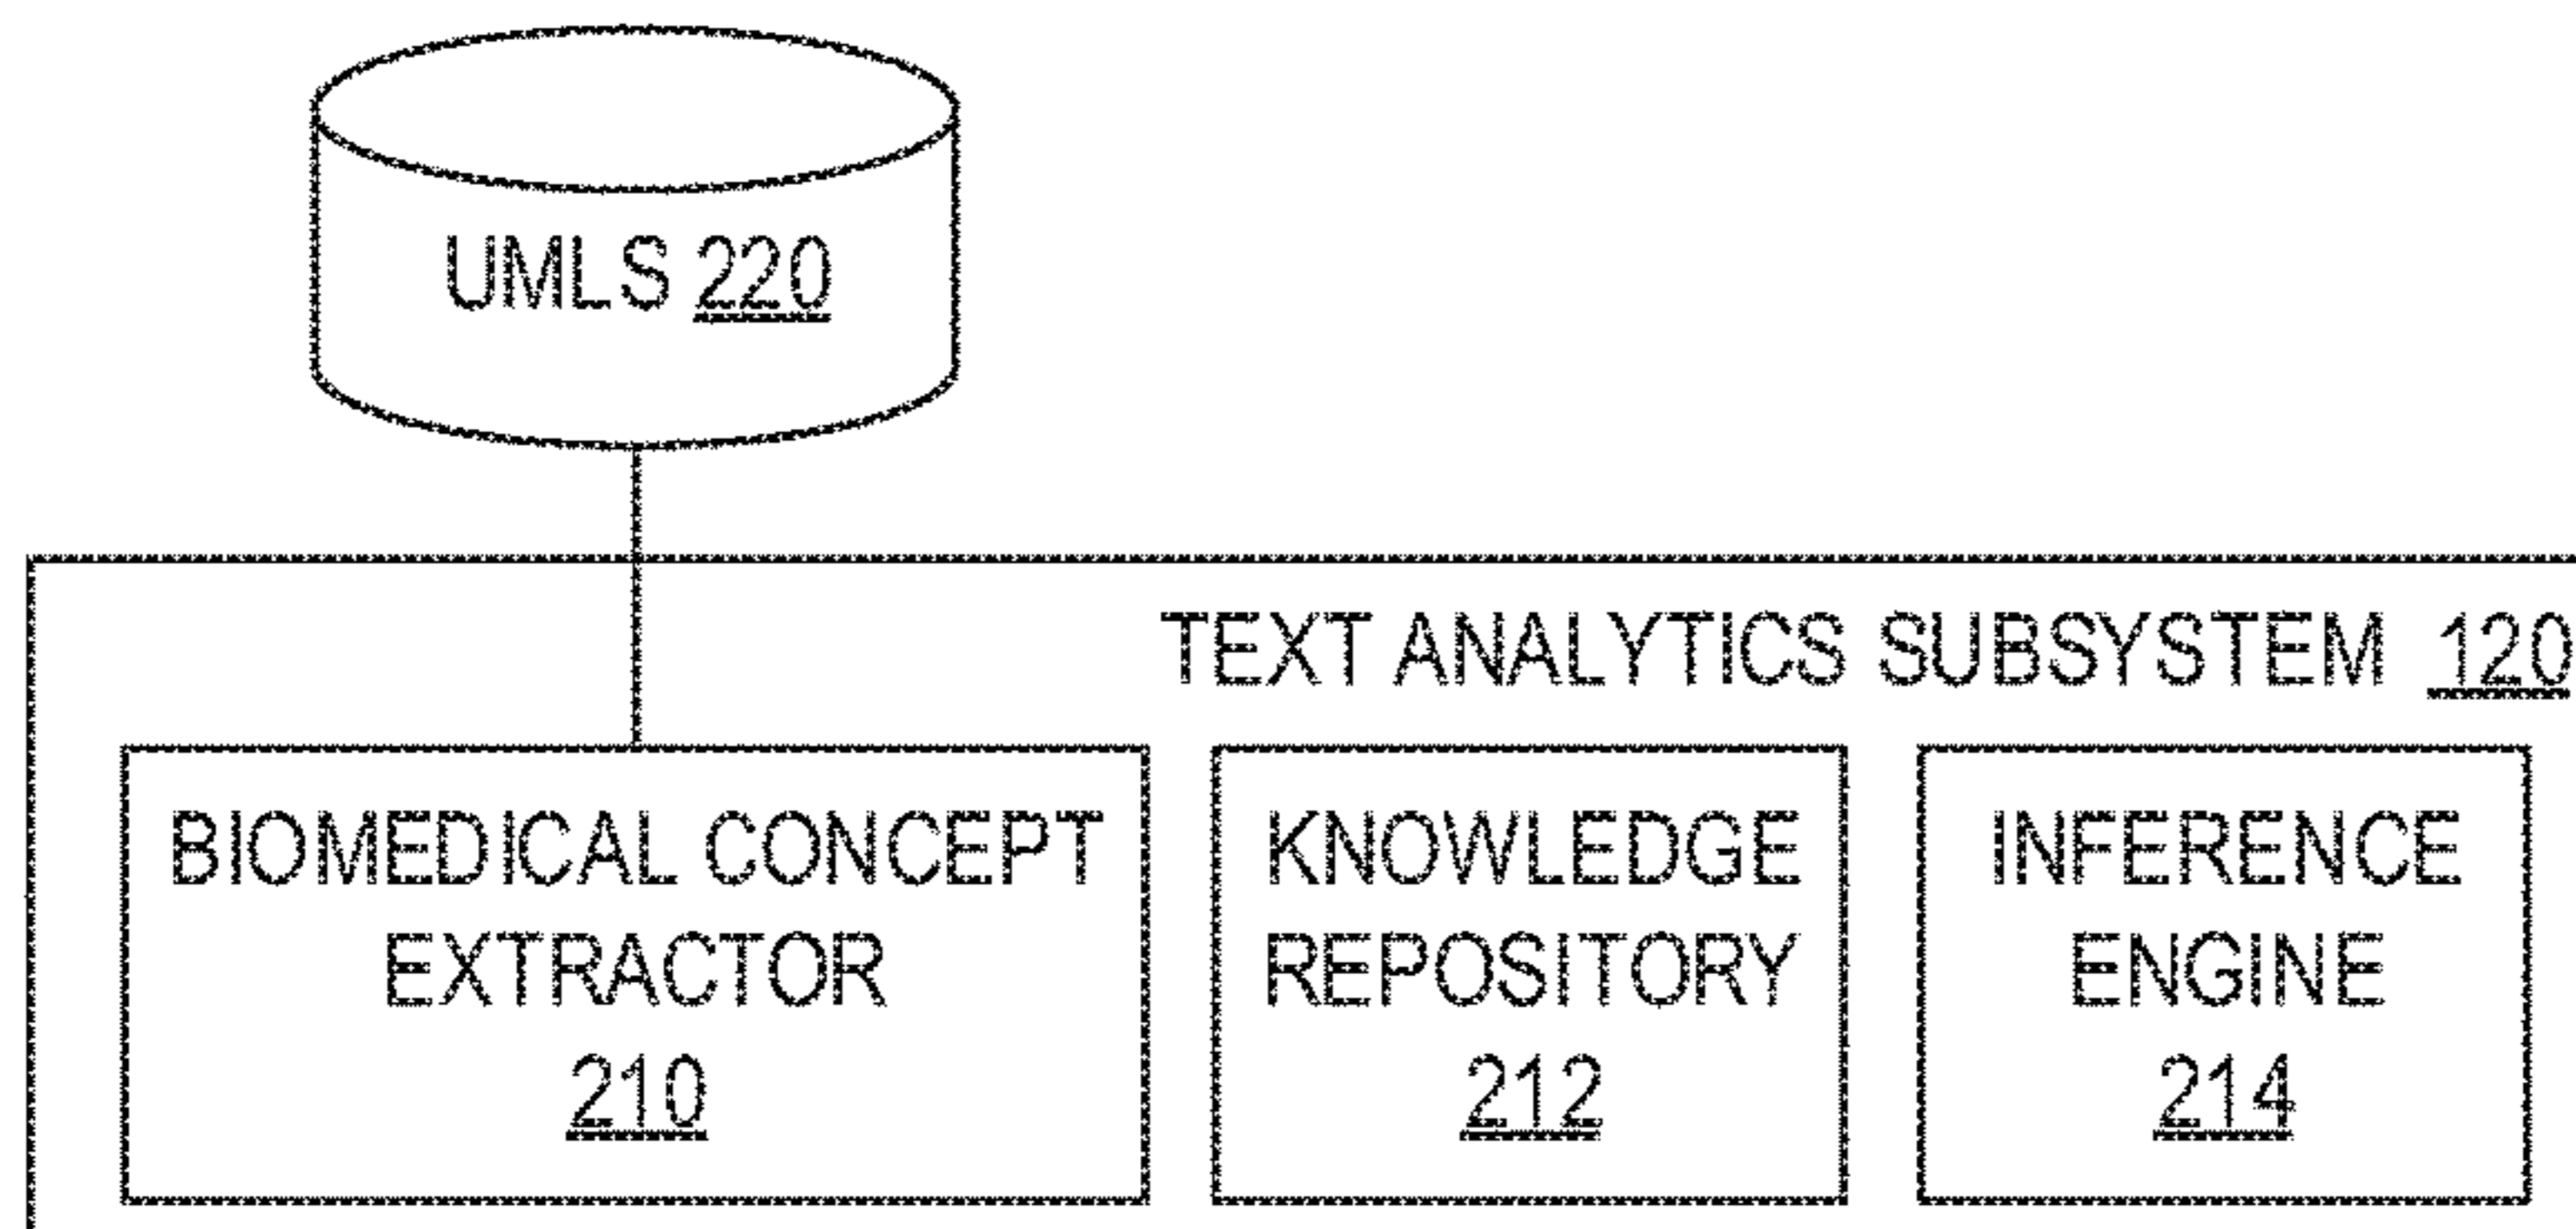 UMLS 220
TEXT ANALYTICS SUBSYSTEM 120
BIOMEDICAL CONCEPT
EXTRACTOR
210
KNOWLEDGE
REPOSITORY
212
INFERENCE
ENGINE
214